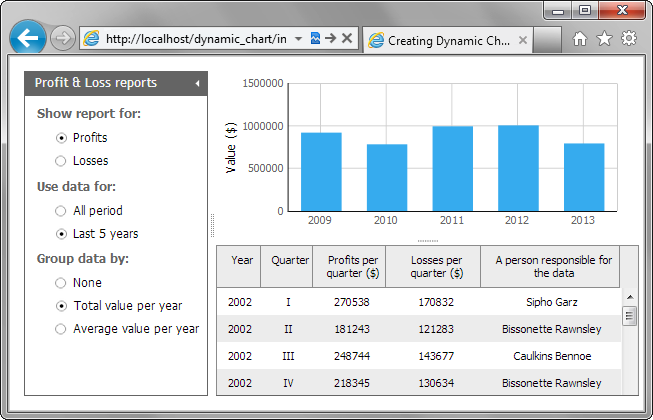 http://localhost/dynamic_chart/in
Creating Dynamic Ch...
Profit & Loss reports
Show report for:
Profits
Losses
Use data for:
All period
Last 5 years
Group data by:
None
Total value per year
Average value per year
Value ($)
1500000
1000000
500000
0
2009 2010 2011 2012 2013
Year Quarter Profits per Losses per A person responsible for
quarter ($) quarter ($) the data
2002 I 270538 170832 Sipho Garz
2002 II 181243 121283 Bissonette Rawnsley
2002 III 248744 143677 Caulkins Bennoe
2002 IV 218345 130634 Bissonette Rawnsley